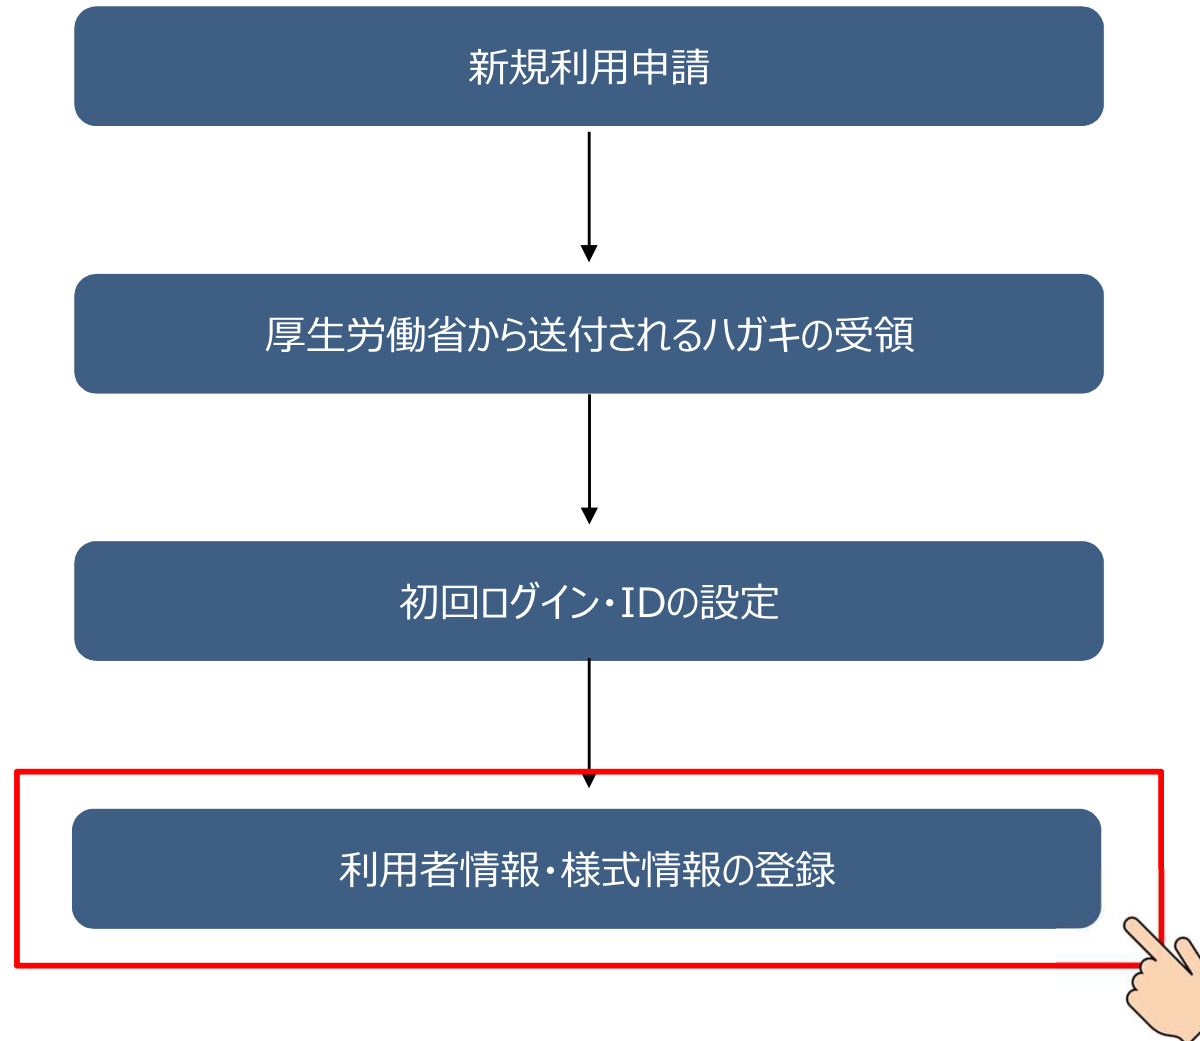 新規利用申請
厚生労働省から送付されるハガキの受領
初回ログイン・IDの設定
利用者情報・様式情報の登録